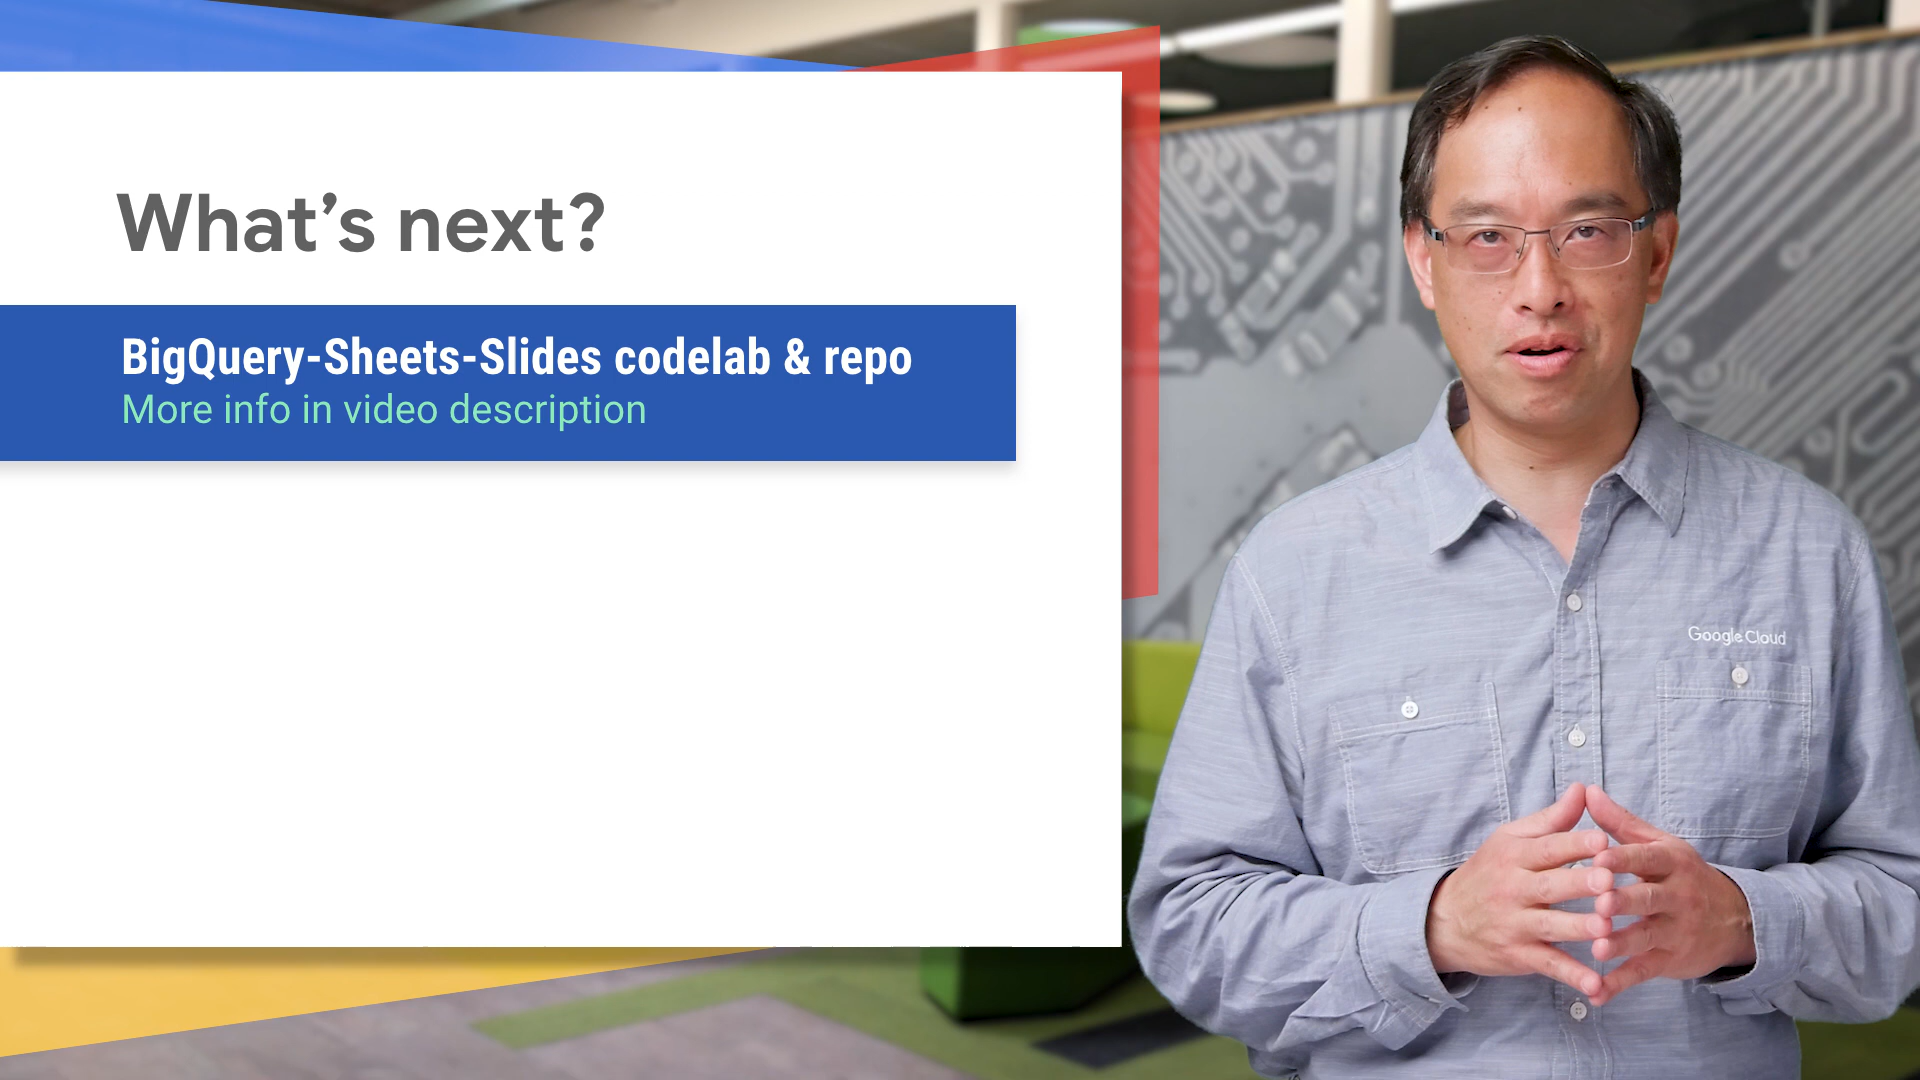 What's next?
BigQuery-Sheets-Slides codelab & repo
More info in video description
Google Cloud